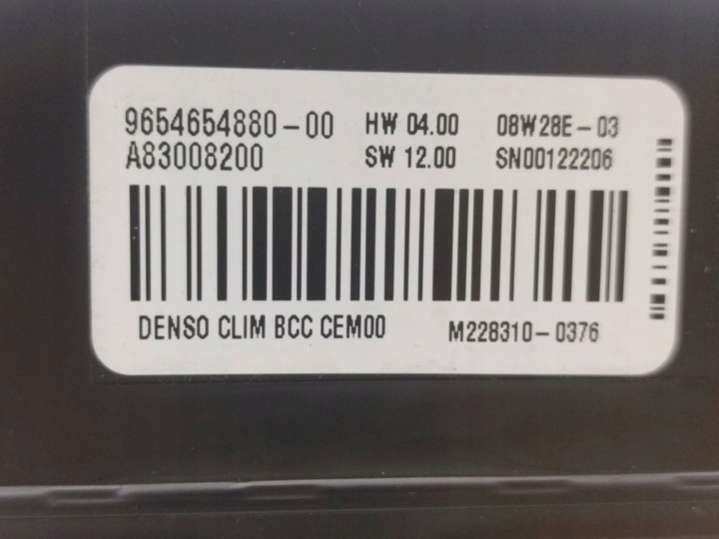 9654654880-00 HW 04.00 08W28E-03
A83008200 SW 12.00 SN00122206
DENSO CLIM BCC CEM00 M228310-0376